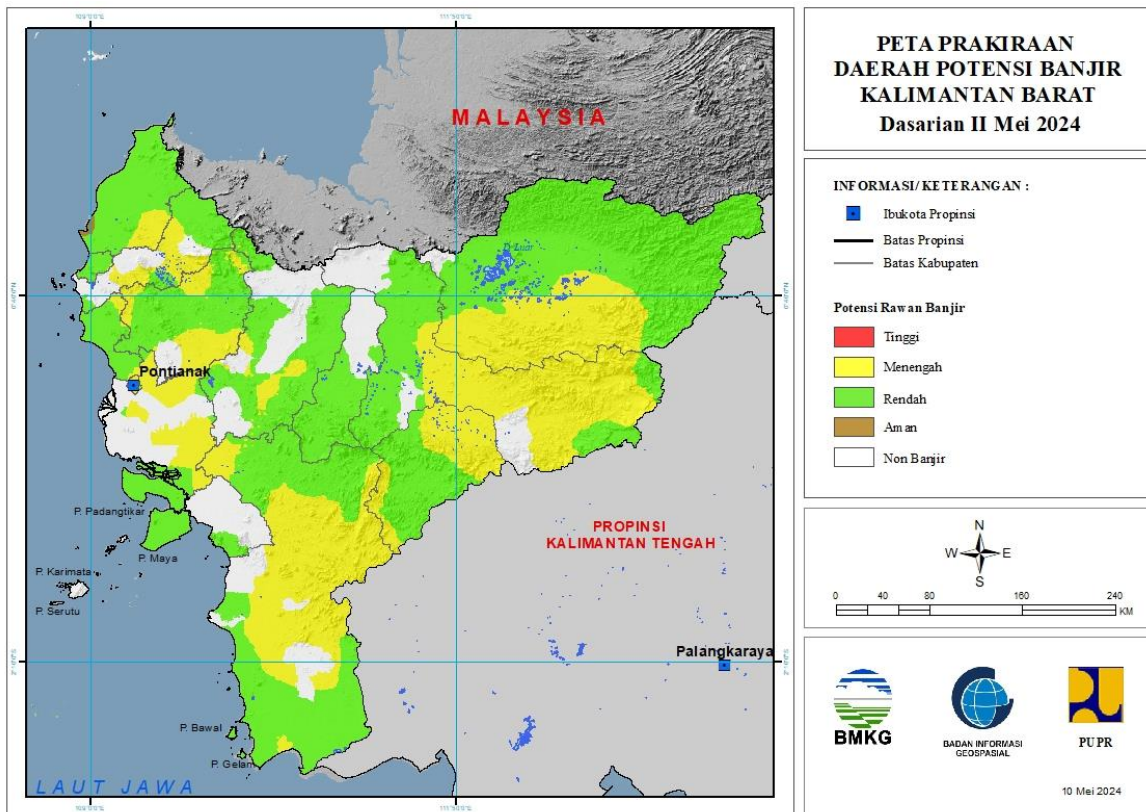 PETA PRAKIRAAN
DAERAH POTENSI BANJIR
KALIMANTAN BARAT
Dasarian II Mei 2024
INFORMASI/ KETERANGAN :
Ibukota Propinsi
Batas Propinsi
Batas Kabupaten
Potensi Rawan Banjir
Tinggi
Menengah
Rendah
Aman
Non Banjir
N
W E
S
0 40 80 160 240
KM
BMKG
BADAN INFORMASI
GEOSPASIAL
PUPR
10 Mei 2024
MALAYSIA
Pontianak
P. Padangtikar
P. Maya
P. Karimata
P. Serutu
PROPINSI
KALIMANTAN TENGAH
Palangkaraya
P. Bawal
P. Gelam
LAUT JAWA